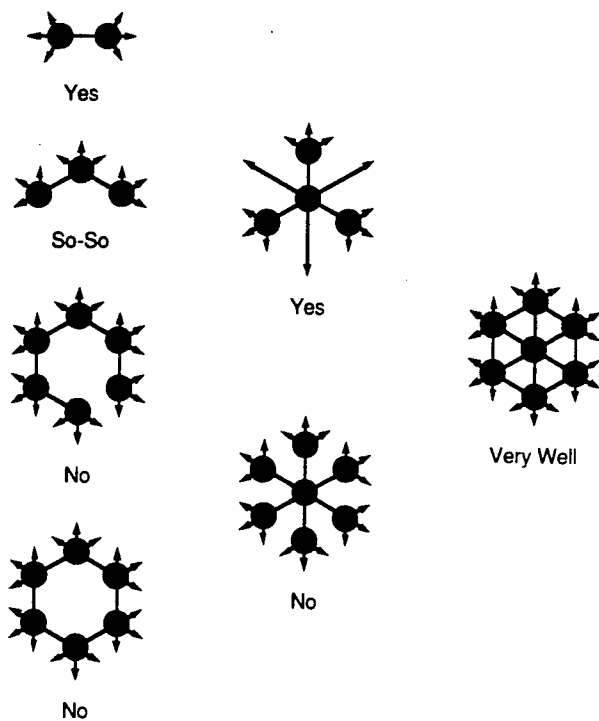 Yes
So-So
Yes
No
Very Well
No
No